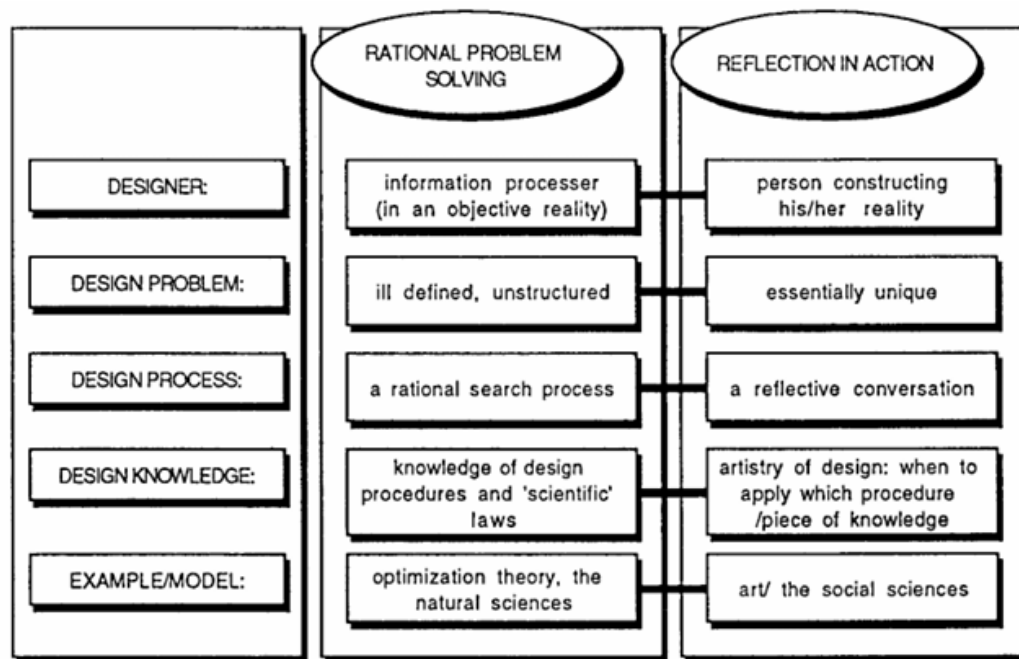 RATIONAL PROBLEM
SOLVING
REFLECTION IN ACTION
DESIGNER:
information processer
(in an objective reality)
person constructing
his/her reality
DESIGN PROBLEM:
ill defined, unstructured
essentially unique
DESIGN PROCESS:
a rational search process
a reflective conversation
DESIGN KNOWLEDGE:
knowledge of design
procedures and 'scientific'
laws
artistry of design: when to
apply which procedure
/piece of knowledge
EXAMPLE/MODEL:
optimization theory, the
natural sciences
art/ the social sciences